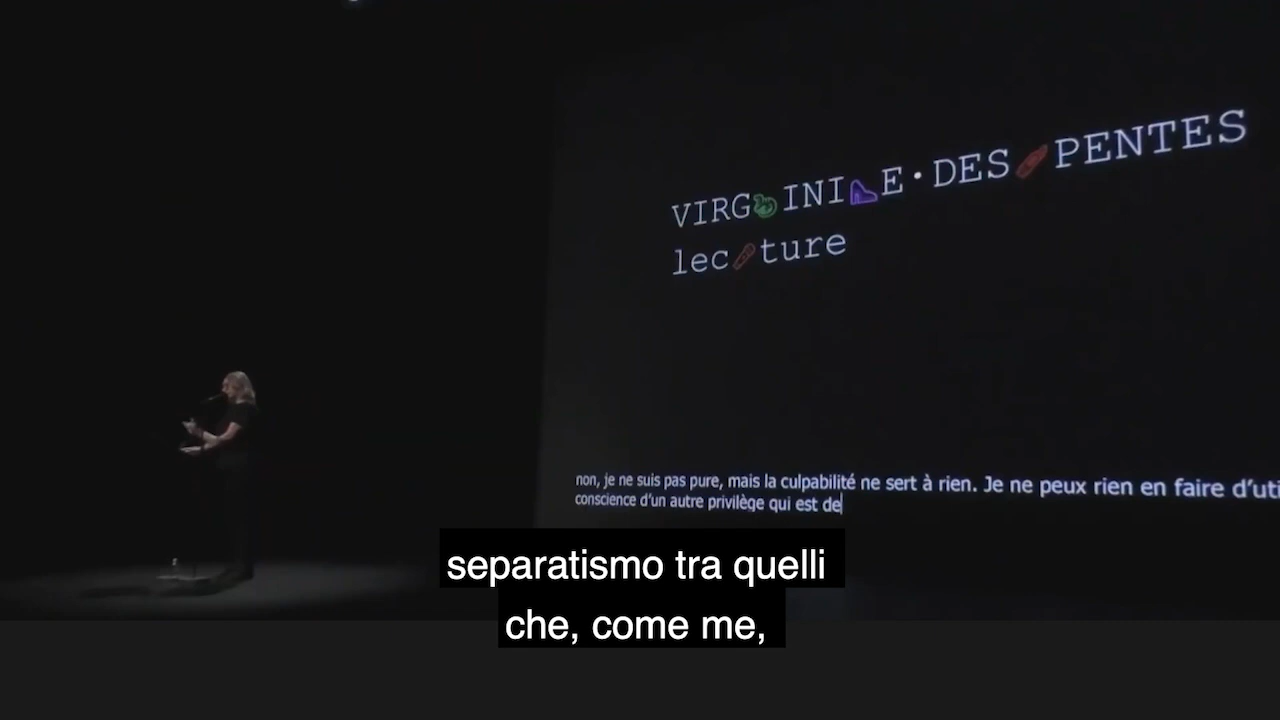 VIRGINIE·DESPENTES
lecture
non, je ne suis pas pure, mais la culpabilité ne sert à rien. Je ne peux rien en faire d'uti
conscience d'un autre privilège qui est de
separatismo tra quelli
che, come me,